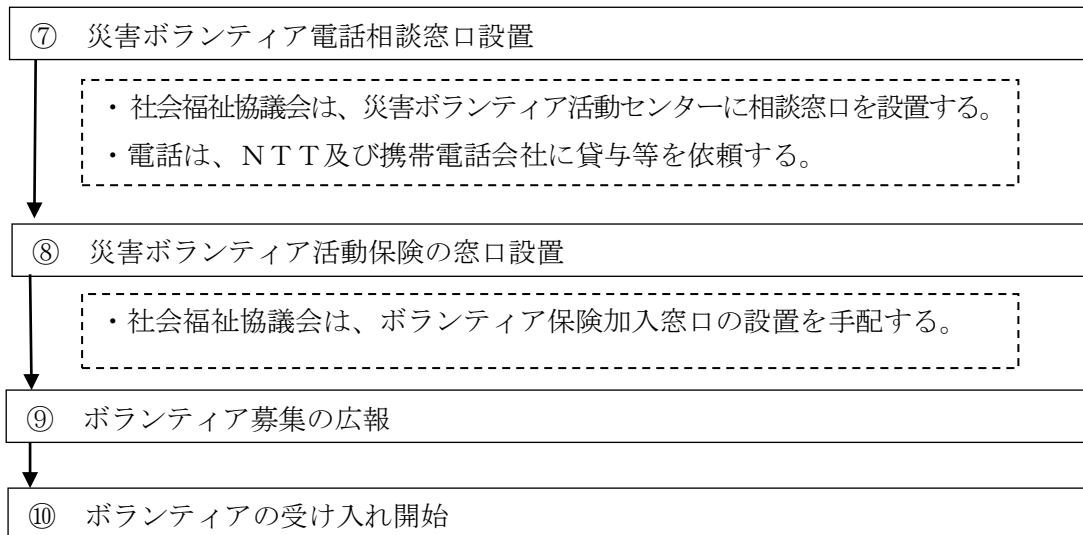 ⑦　災害ボランティア電話相談窓口設置
・社会福祉協議会は、災害ボランティア活動センターに相談窓口を設置する。
・電話は、ＮＴＴ及び携帯電話会社に貸与等を依頼する。
⑧　災害ボランティア活動保険の窓口設置
・社会福祉協議会は、ボランティア保険加入窓口の設置を手配する。
⑨　ボランティア募集の広報
⑩　ボランティアの受け入れ開始